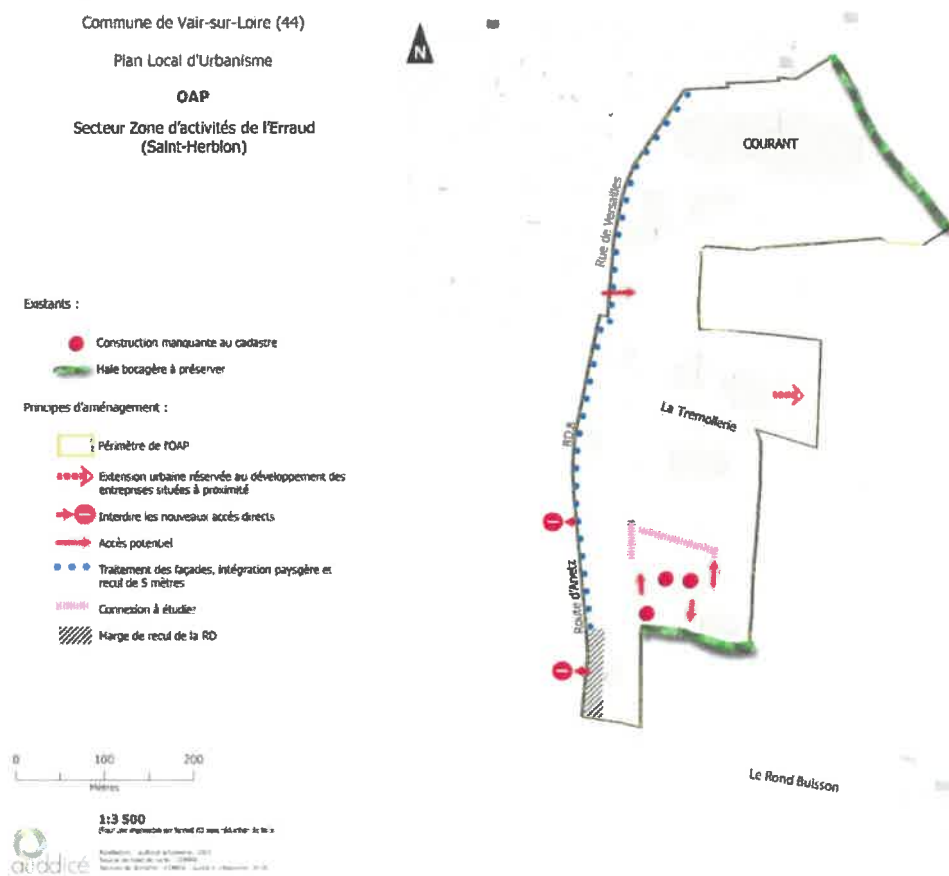 Commune de Vair-sur-Loire (44)
Plan Local d'Urbanisme
OAP
Secteur Zone d'activités de l'Erraud
(Saint-Herblon)
N
COURANT
Rue de Versailles
La Tremollerie
RD 8
Route d'Anetz
Le Rond Buisson
Existants :
Construction manquante au cadastre
Haie bocagère à préserver
Principes d'aménagement :
Périmètre de l'OAP
Extension urbaine réservée au développement des
entreprises situées à proximité
Interdire les nouveaux accès directs
Accès potentiel
Traitement des façades, intégration paysgère et
recul de 5 mètres
Connexion à étudier
Marge de recul de la RD
0 100 200
Mètres
1:3 500
auddicé